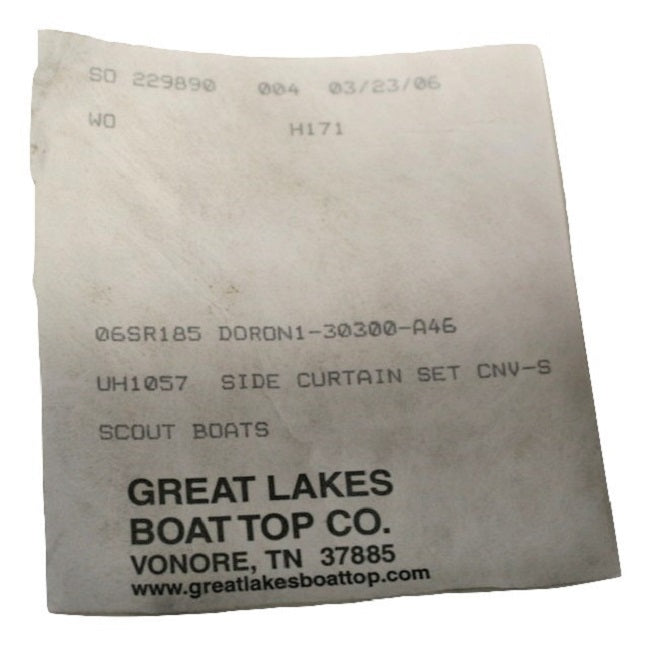 SO 229890 004 03/23/06
WO H171
06SR185 DORON1-30300-A46
UH1057 SIDE CURTAIN SET CNV-S
SCOUT BOATS
GREAT LAKES
BOAT TOP CO.
VONORE, TN 37885
www.greatlakesboattop.com